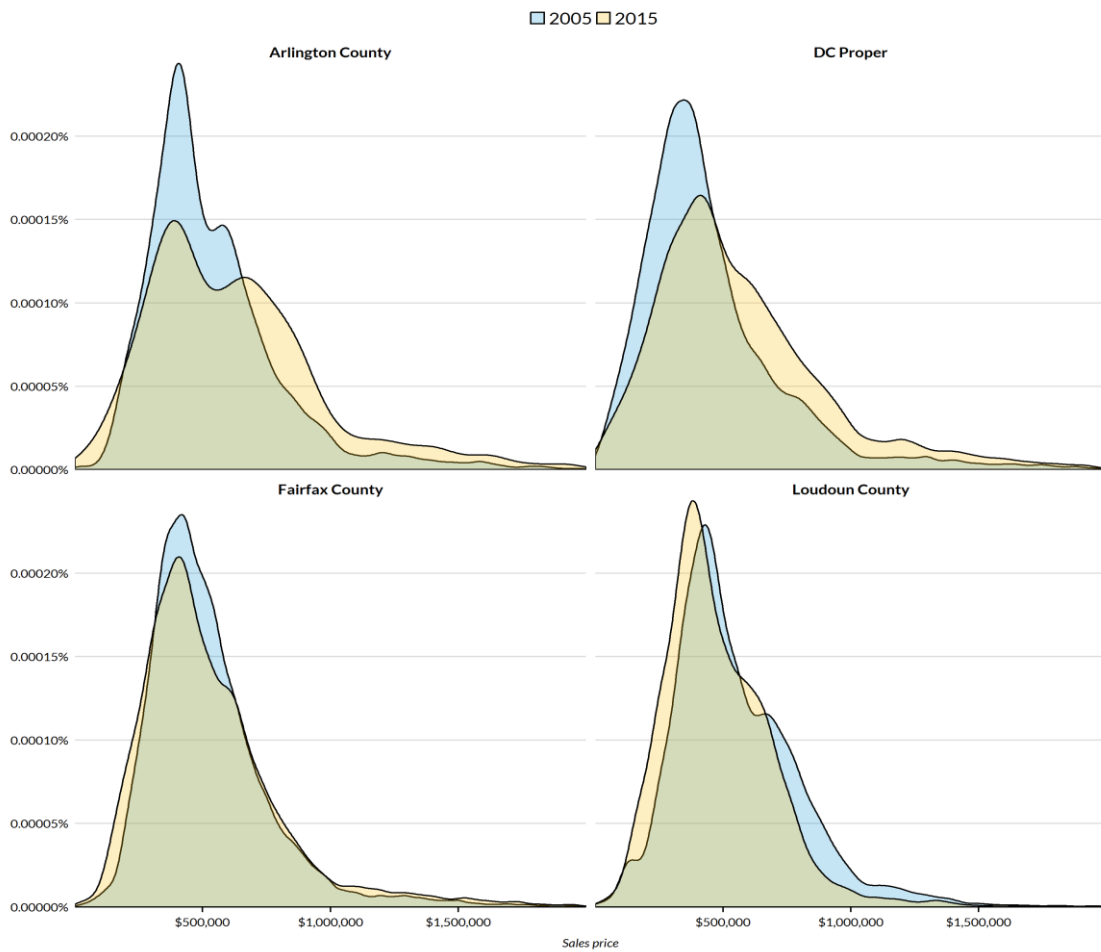 2005 2015
Arlington County DC Proper
0.00020%
0.00015%
0.00010%
0.00005%
0.00000%
Fairfax County Loudoun County
0.00020%
0.00015%
0.00010%
0.00005%
0.00000%
$500,000 $1,000,000 $1,500,000 $500,000 $1,000,000 $1,500,000
Sales price